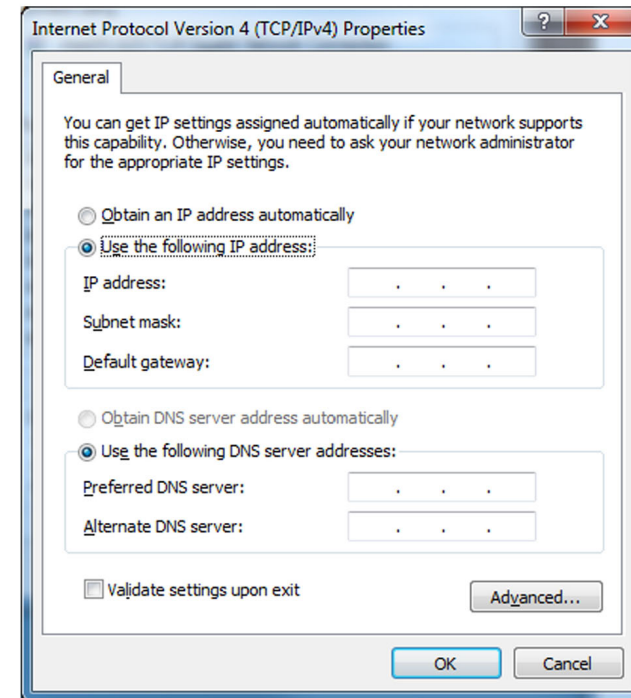 Internet Protocol Version 4 (TCP/IPv4) Properties
?
X
General
You can get IP settings assigned automatically if your network supports
this capability. Otherwise, you need to ask your network administrator
for the appropriate IP settings.
Obtain an IP address automatically
Use the following IP address:
IP address: . . .
Subnet mask: . . .
Default gateway: . . .
Obtain DNS server address automatically
Use the following DNS server addresses:
Preferred DNS server: . . .
Alternate DNS server: . . .
Validate settings upon exit
Advanced...
OK
Cancel